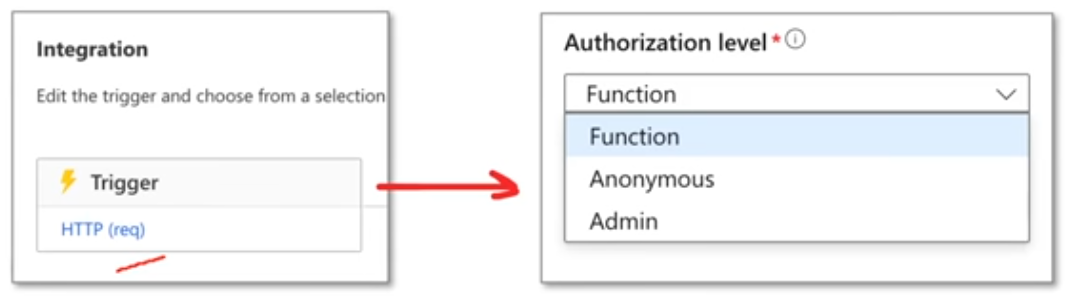 Integration
Edit the trigger and choose from a selection
Trigger
HTTP (req)
Authorization level *
Function
Function
Anonymous
Admin